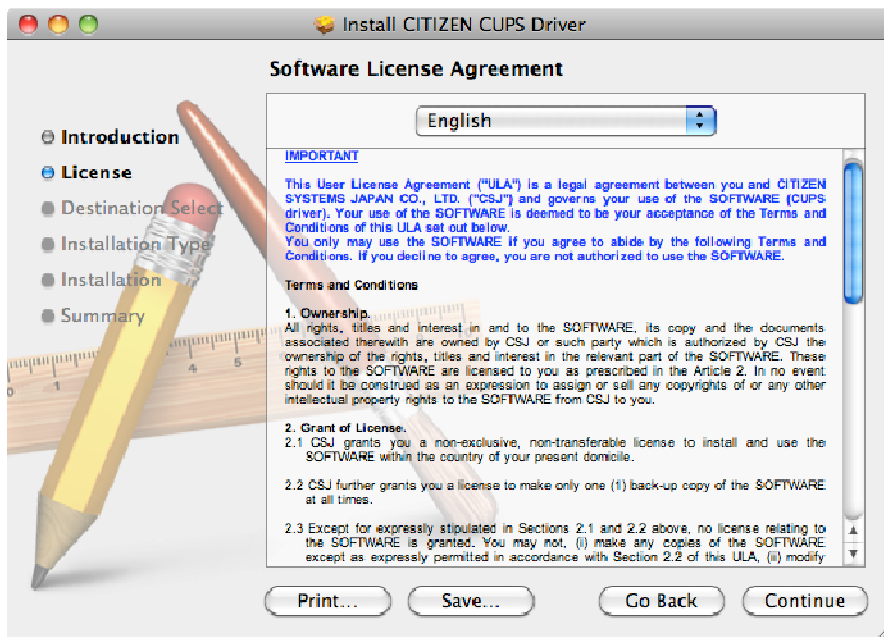 Install CITIZEN CUPS Driver
Software License Agreement
Introduction
License
Destination Select
Installation Type
Installation
Summary
English
IMPORTANT
This User License Agreement ("ULA") is a legal agreement between you and CITIZEN
SYSTEMS JAPAN CO., LTD. ("CSJ") and governs your use of the SOFTWARE (CUPS
driver). Your use of the SOFTWARE is deemed to be your acceptance of the Terms and
Conditions of this ULA set out below.
You only may use the SOFTWARE if you agree to abide by the following Terms and
Conditions. If you decline to agree, you are not authorized to use the SOFTWARE.
Terms and Conditions
1. Ownership.
All rights, titles and interest in and to the SOFTWARE, its copy and the documents
associated therewith are owned by CSJ or such party which is authorized by CSJ the
ownership of the rights, titles and interest in the relevant part of the SOFTWARE. These
rights to the SOFTWARE are licensed to you as prescribed in the Article 2. In no event
should it be construed as an expression to assign or sell any copyrights of or any other
intellectual property rights to the SOFTWARE from CSJ to you.
2. Grant of License.
2.1 CSJ grants you a non-exclusive, non-transferable license to install and use the
SOFTWARE within the country of your present domicile.
2.2 CSJ further grants you a license to make only one (1) back-up copy of the SOFTWARE
at all times.
2.3 Except for expressly stipulated in Sections 2.1 and 2.2 above, no license relating to
the SOFTWARE is granted. You may not, (i) make any copies of the SOFTWARE
except as expressly permitted in accordance with Section 2.2 of this ULA, (ii) modify
0 1 4 5
Print... Save... Go Back Continue